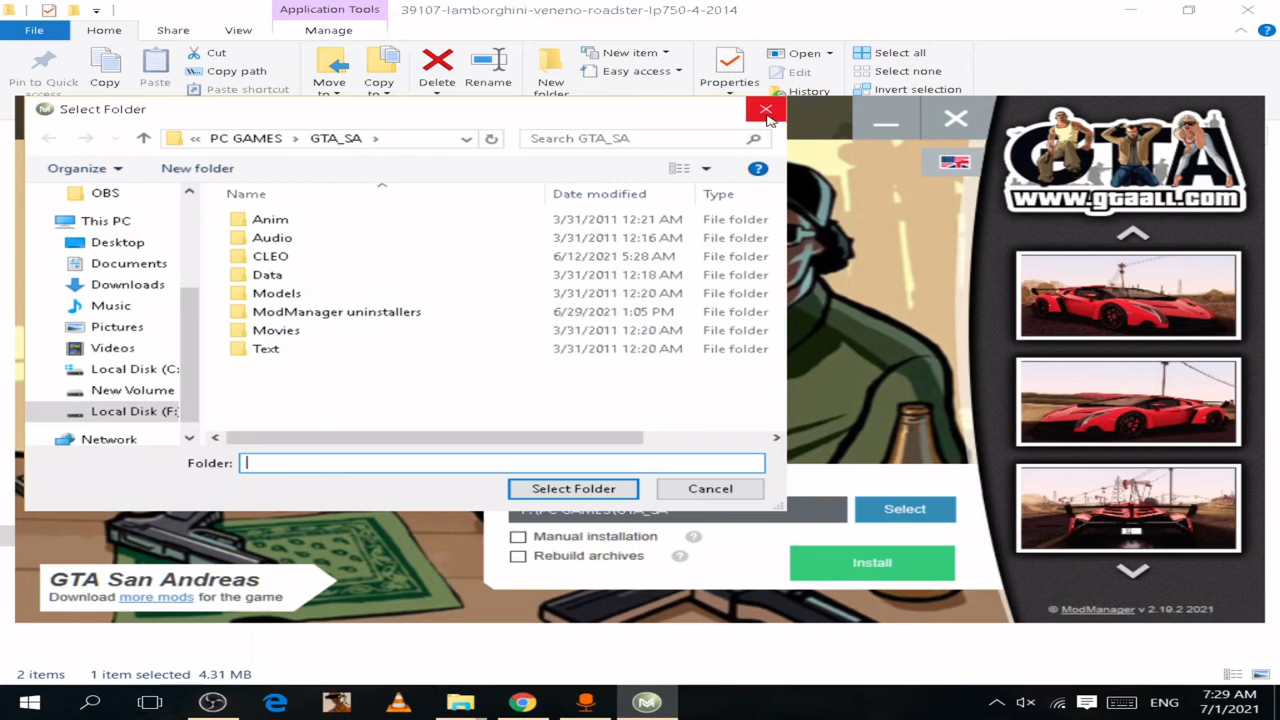 Application Tools
39107-lamborghini-veneno-roadster-lp750-4-2014
File
Home
Share
View
Manage
Pin to Quick
Copy
Paste
Cut
Copy path
Paste shortcut
Move
to
Copy
to
Delete
Rename
New
folder
New item
Easy access
Properties
Open
Edit
History
Select all
Select none
Invert selection
Select Folder
« PC GAMES > GTA_SA >
Search GTA_SA
Organize
New folder
OBS
This PC
Desktop
Documents
Downloads
Music
Pictures
Videos
Local Disk (C:
New Volume
Local Disk (F:
Network
Name Date modified Type
Anim 3/31/2011 12:21 AM File folder
Audio 3/31/2011 12:16 AM File folder
CLEO 6/12/2021 5:28 AM File folder
Data 3/31/2011 12:18 AM File folder
Models 3/31/2011 12:20 AM File folder
ModManager uninstallers 6/29/2021 1:05 PM File folder
Movies 3/31/2011 12:20 AM File folder
Text 3/31/2011 12:20 AM File folder
Folder:
Select Folder
Cancel
F:\PC GAMES\GTA_SA
Select
Manual installation ?
Rebuild archives ?
Install
GTA San Andreas
Download more mods for the game
GTA
www.gtaall.com
© ModManager v 2.19.2 2021
2 items
1 item selected 4.31 MB
ENG
7:29 AM
7/1/2021